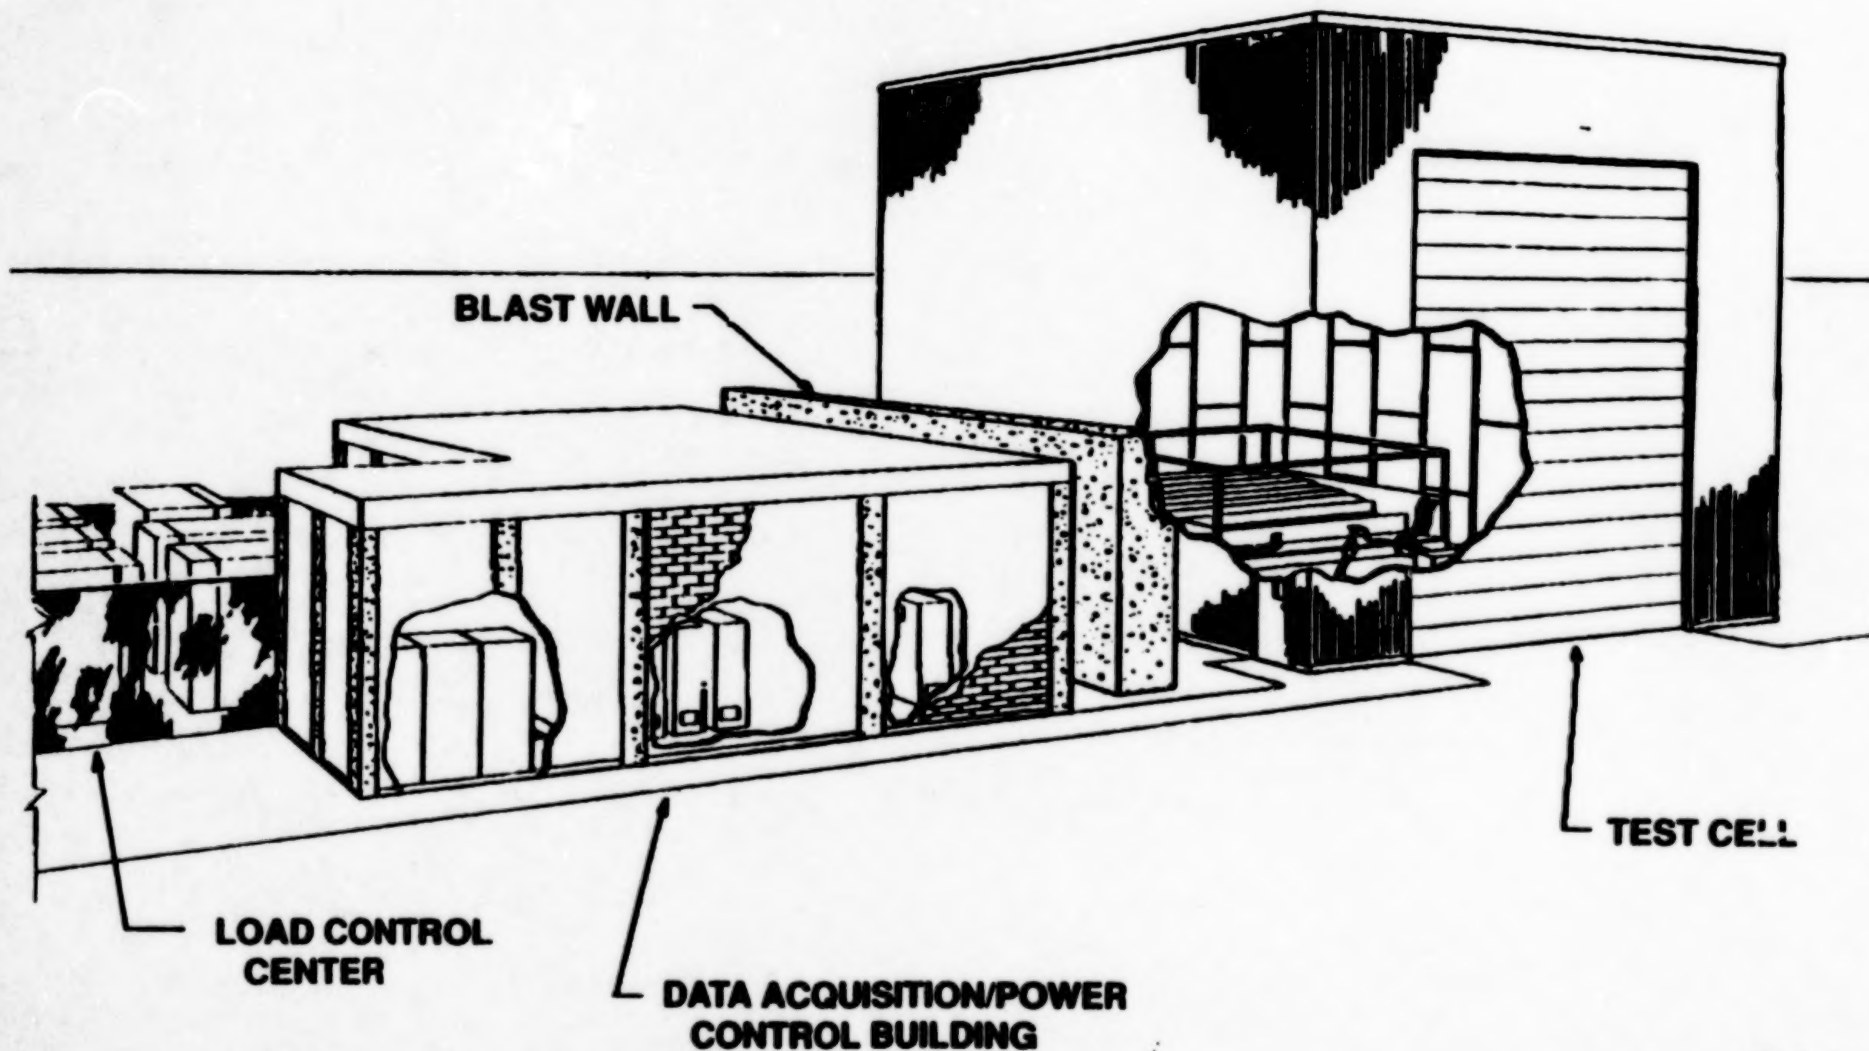 BLAST WALL
TEST CELL
LOAD CONTROL
CENTER
DATA ACQUISITION/POWER
CONTROL BUILDING